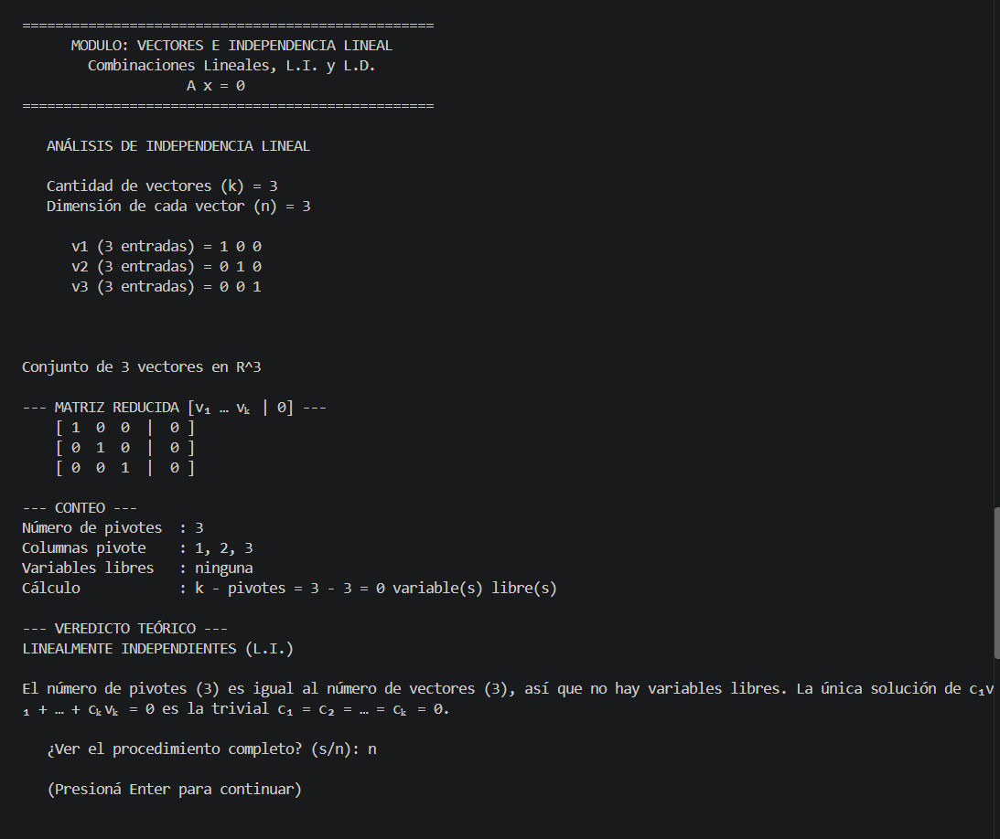 ==================================================
MODULO: VECTORES E INDEPENDENCIA LINEAL
Combinaciones Lineales, L.I. y L.D.
A x = 0
==================================================
ANÁLISIS DE INDEPENDENCIA LINEAL
Cantidad de vectores (k) = 3
Dimensión de cada vector (n) = 3
v1 (3 entradas) = 1 0 0
v2 (3 entradas) = 0 1 0
v3 (3 entradas) = 0 0 1
Conjunto de 3 vectores en R^3
--- MATRIZ REDUCIDA [v₁ … vₖ | 0] ---
[ 1  0  0  |  0 ]
[ 0  1  0  |  0 ]
[ 0  0  1  |  0 ]
--- CONTEO ---
Número de pivotes  : 3
Columnas pivote    : 1, 2, 3
Variables libres   : ninguna
Cálculo            : k - pivotes = 3 - 3 = 0 variable(s) libre(s)
--- VEREDICTO TEÓRICO ---
LINEALMENTE INDEPENDIENTES (L.I.)
El número de pivotes (3) es igual al número de vectores (3), así que no hay variables libres. La única solución de c₁v
₁ + … + cₖvₖ = 0 es la trivial c₁ = c₂ = … = cₖ = 0.
¿Ver el procedimiento completo? (s/n): n
(Presioná Enter para continuar)